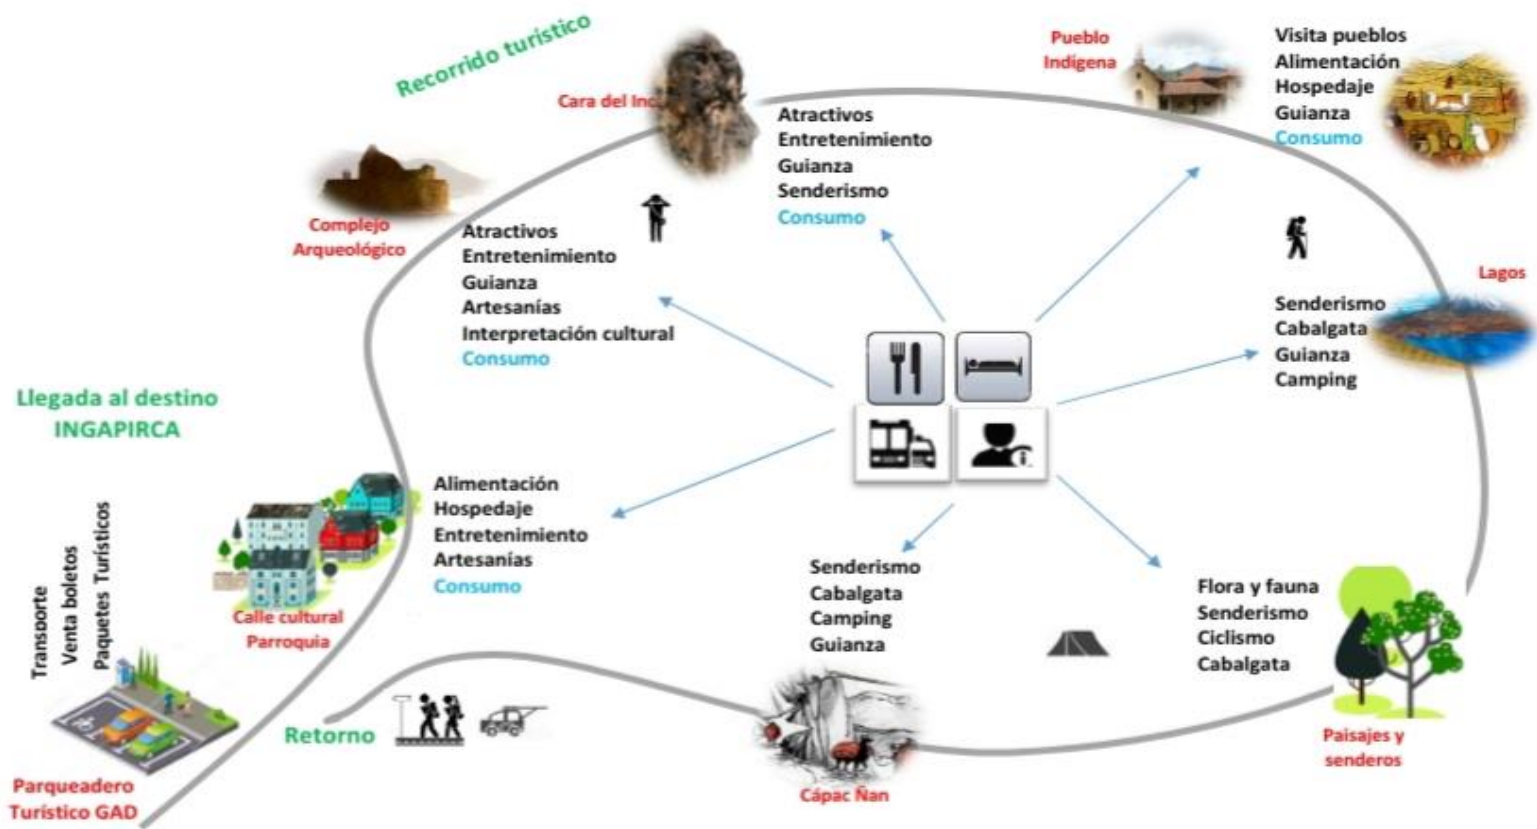 Recorrido turístico
Cara del Inc
Atractivos
Entretenimiento
Guianza
Senderismo
Consumo
Pueblo
Indígena
Visita pueblos
Alimentación
Hospedaje
Guianza
Consumo
Complejo
Arqueológico
Atractivos
Entretenimiento
Guianza
Artesanías
Interpretación cultural
Consumo
Lagos
Senderismo
Cabalgata
Guianza
Camping
Llegada al destino
INGAPIRCA
Alimentación
Hospedaje
Entretenimiento
Artesanías
Consumo
Calle cultural
Parroquia
Transporte
Venta boletos
Paquetes Turísticos
Parqueadero
Turístico GAD
Retorno
Senderismo
Cabalgata
Camping
Guianza
Cápac Ñan
Flora y fauna
Senderismo
Ciclismo
Cabalgata
Paisajes y
senderos